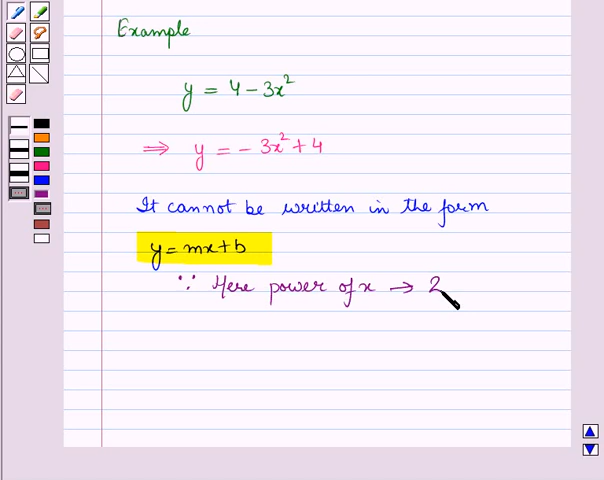 Example
y = 4 - 3x²
⇒ y = - 3x² + 4
It cannot be written in the form
y = mx + b
∵ Here power of x → 2